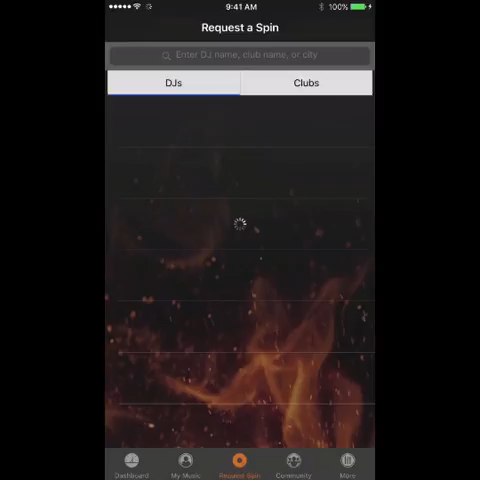 9:41 AM
100%
Request a Spin
Enter DJ name, club name, or city
DJs
Clubs
Dashboard
My Music
Request Spin
Community
More